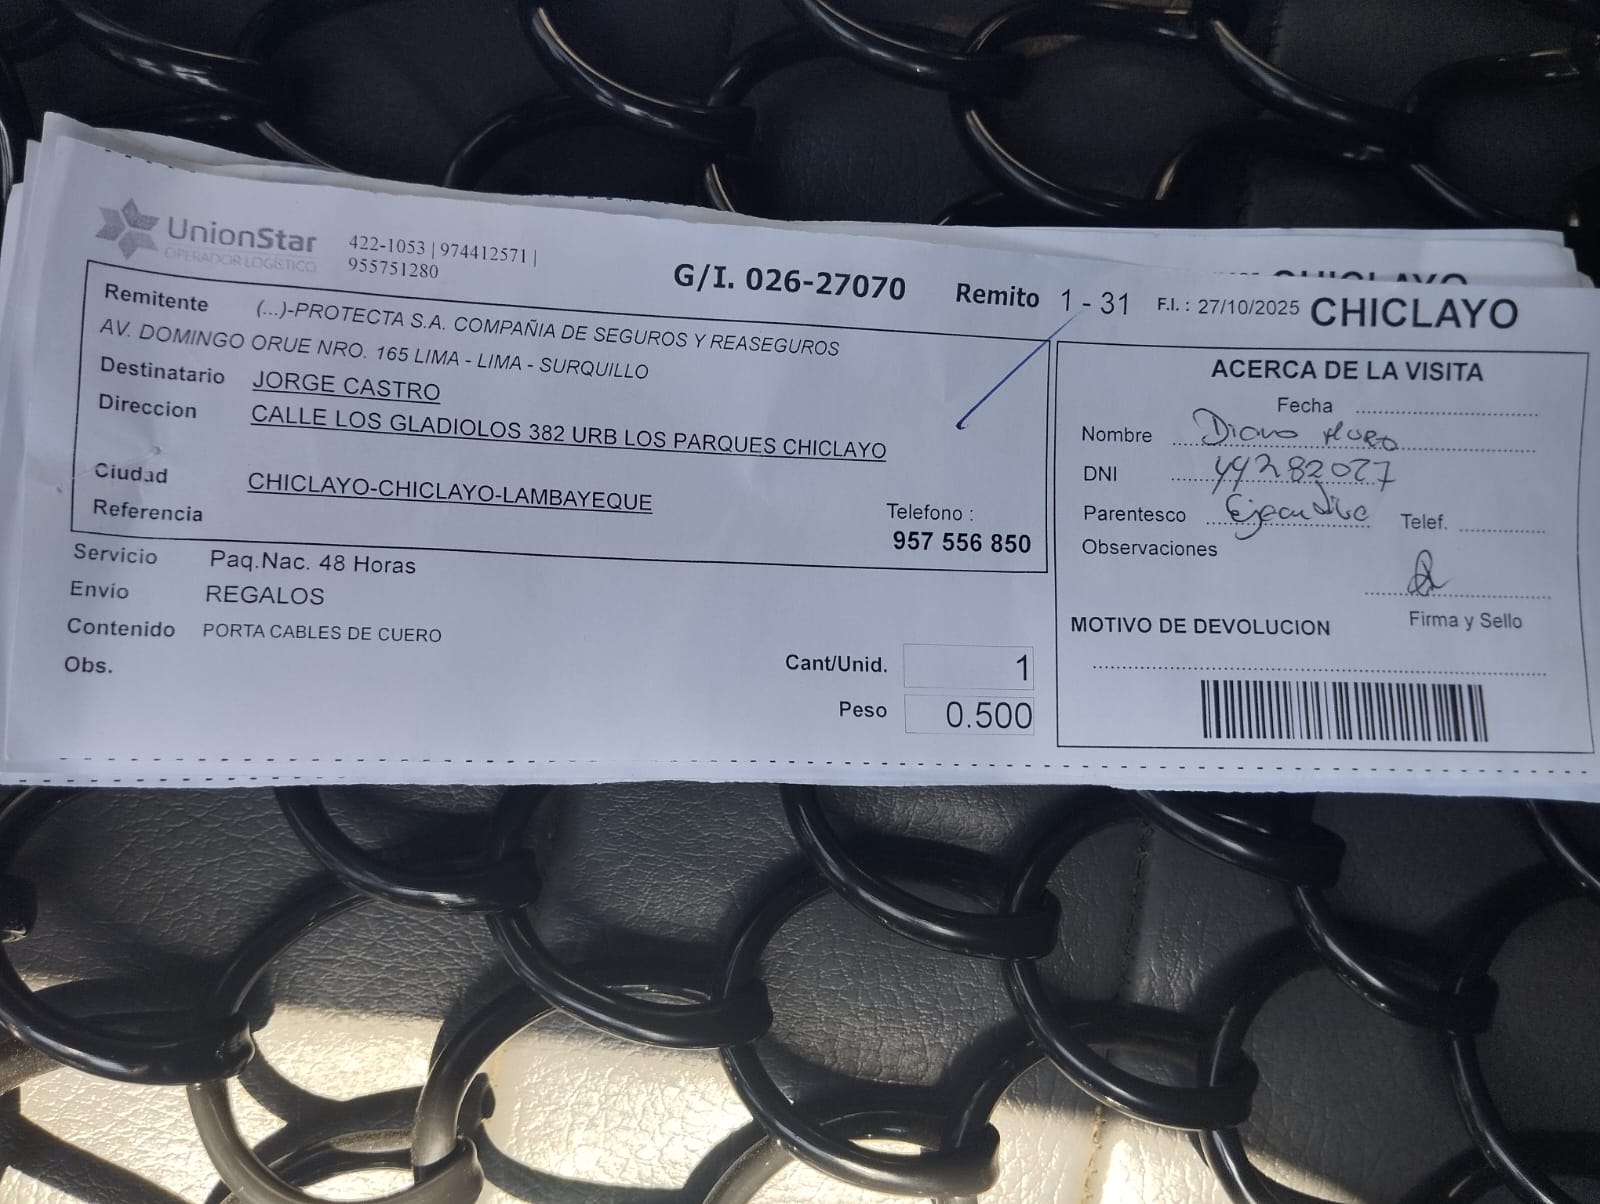 UnionStar
OPERADOR LOGÍSTICO
422-1053 | 974412571 |
955751280
G/I. 026-27070
Remito 1 - 31
F.I. : 27/10/2025
CHICLAYO
CHICLAYO
Remitente (...)-PROTECTA S.A. COMPAÑIA DE SEGUROS Y REASEGUROS
AV. DOMINGO ORUE NRO. 165 LIMA - LIMA - SURQUILLO
Destinatario JORGE CASTRO
Direccion CALLE LOS GLADIOLOS 382 URB LOS PARQUES CHICLAYO
Ciudad CHICLAYO-CHICLAYO-LAMBAYEQUE
Referencia
Telefono :
957 556 850
Servicio Paq.Nac. 48 Horas
Envio REGALOS
Contenido PORTA CABLES DE CUERO
Obs.
Cant/Unid. 1
Peso 0.500
ACERCA DE LA VISITA
Fecha
Nombre
DNI 44282027
Parentesco Ejecutivo Telef.
Observaciones
Firma y Sello
MOTIVO DE DEVOLUCION